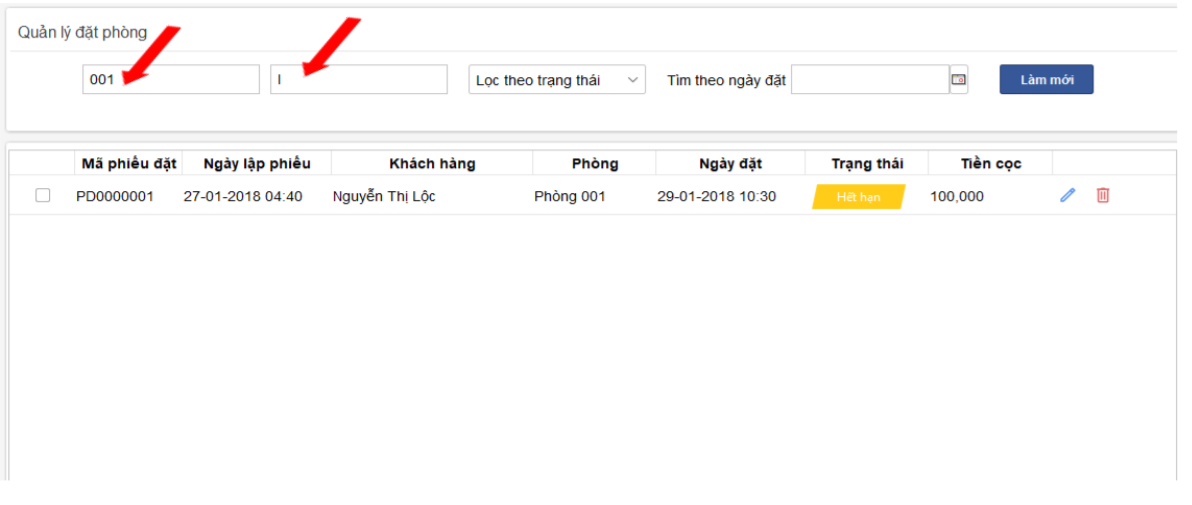 Quản lý đặt phòng
001 l Lọc theo trạng thái Tìm theo ngày đặt Làm mới
Mã phiếu đặt Ngày lập phiếu Khách hàng Phòng Ngày đặt Trạng thái Tiền cọc
PD0000001 27-01-2018 04:40 Nguyễn Thị Lộc Phòng 001 29-01-2018 10:30 Hết hạn 100,000